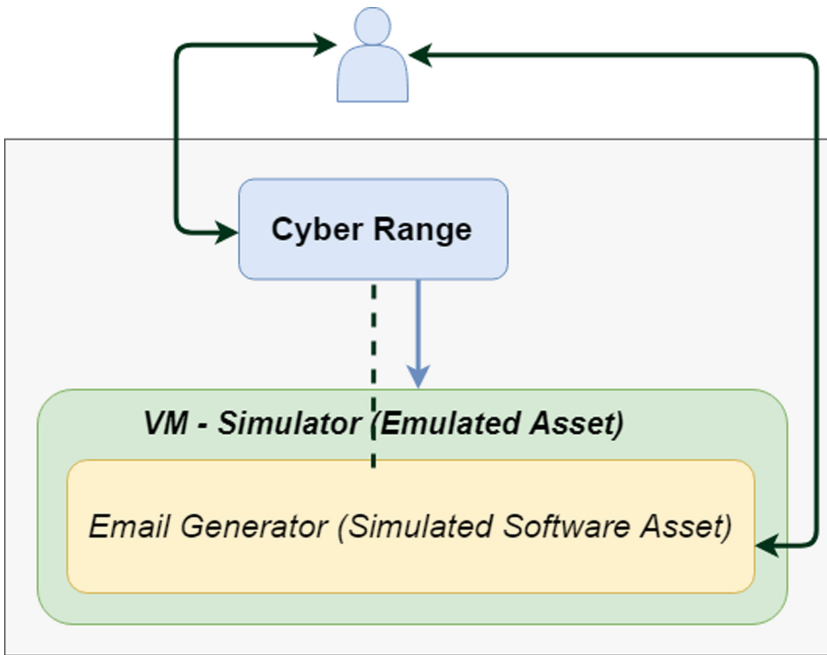 Cyber Range
VM - Simulator (Emulated Asset)
Email Generator (Simulated Software Asset)